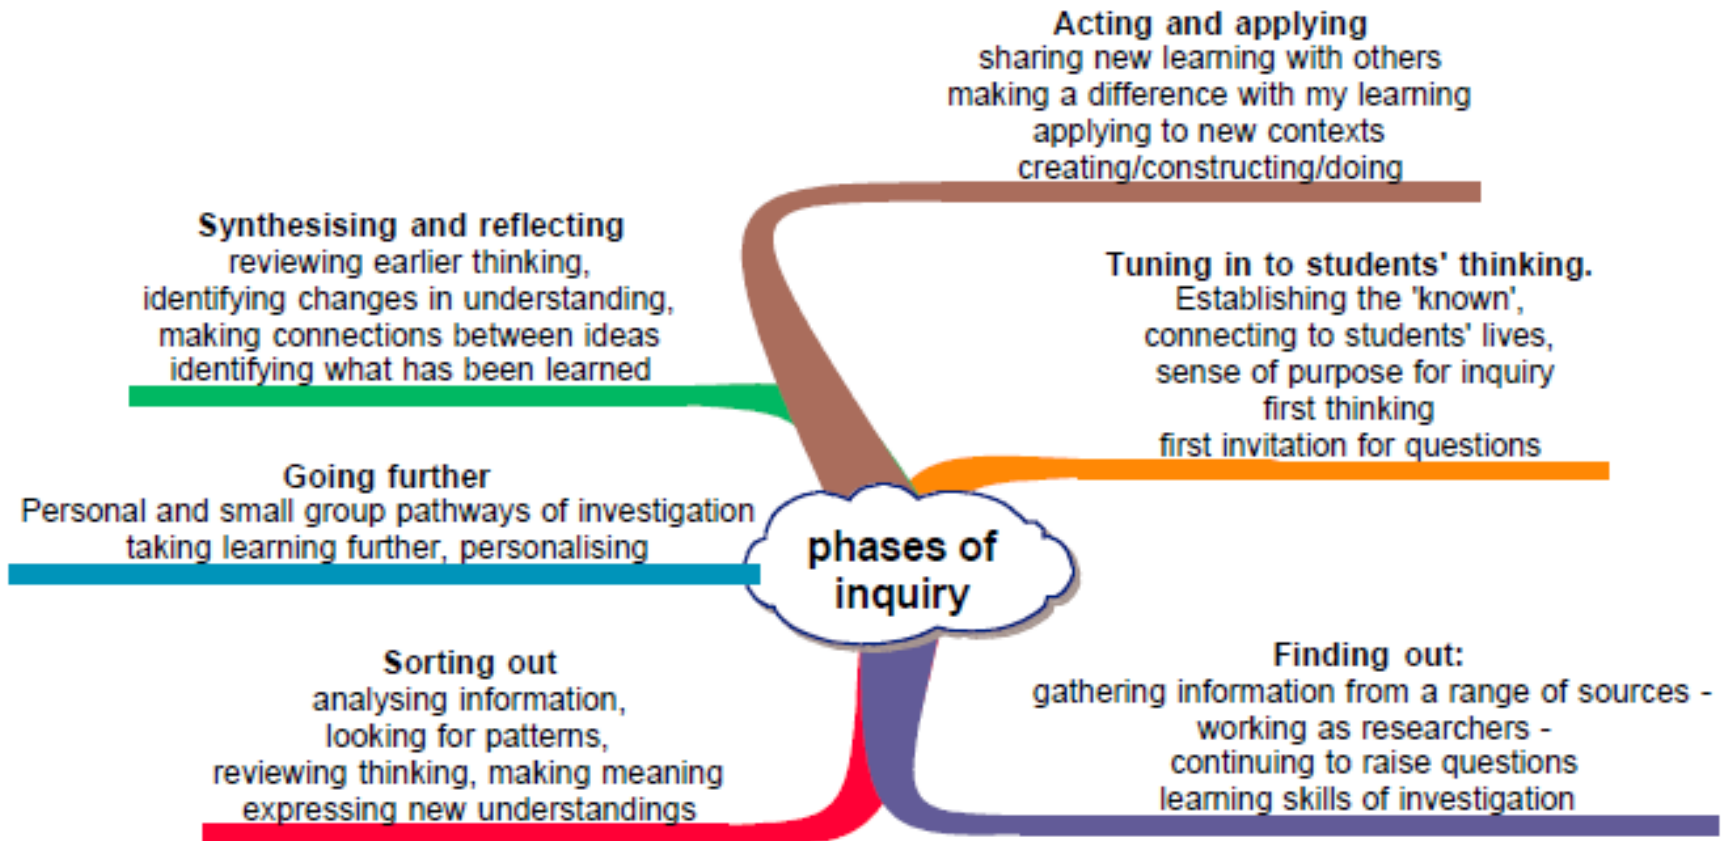 Acting and applying
sharing new learning with others
making a difference with my learning
applying to new contexts
creating/constructing/doing
Tuning in to students' thinking.
Establishing the 'known',
connecting to students' lives,
sense of purpose for inquiry
first thinking
first invitation for questions
Finding out:
gathering information from a range of sources -
working as researchers -
continuing to raise questions
learning skills of investigation
Sorting out
analysing information,
looking for patterns,
reviewing thinking, making meaning
expressing new understandings
Going further
Personal and small group pathways of investigation
taking learning further, personalising
Synthesising and reflecting
reviewing earlier thinking,
identifying changes in understanding,
making connections between ideas
identifying what has been learned
phases of
inquiry